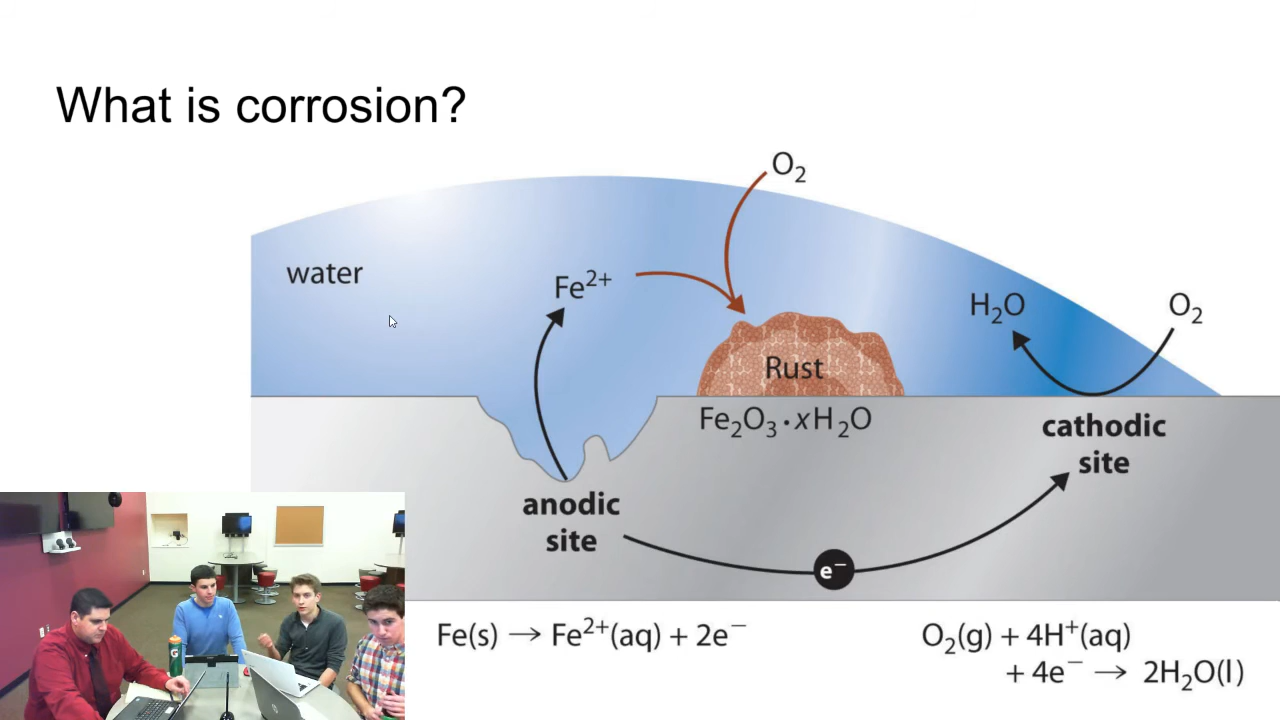 What is corrosion?
O₂
water
Fe²⁺
H₂O
O₂
Rust
Fe₂O₃·xH₂O
cathodic
site
anodic
site
e⁻
Fe(s) → Fe²⁺(aq) + 2e⁻
O₂(g) + 4H⁺(aq)
+ 4e⁻ → 2H₂O(l)
G